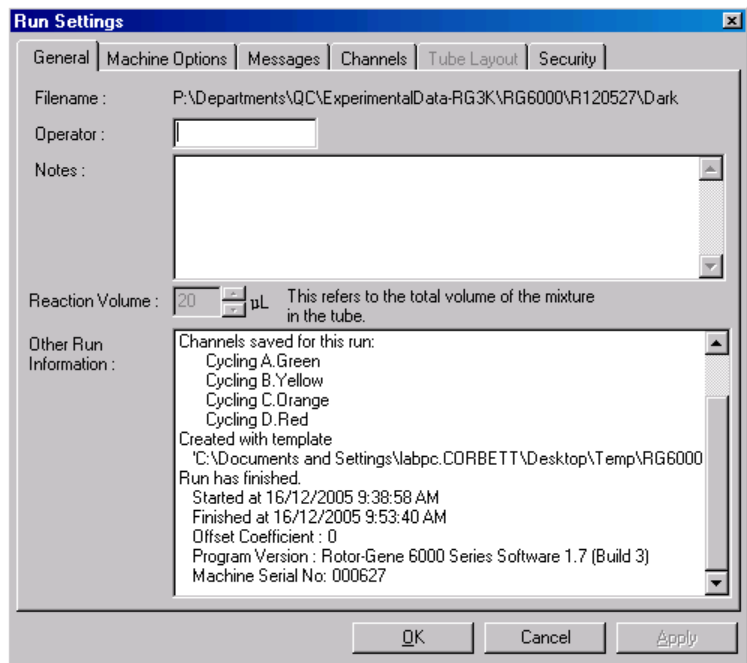 Run Settings
General Machine Options Messages Channels Tube Layout Security
Filename : P:\Departments\QC\ExperimentalData-RG3K\RG6000\R120527\Dark
Operator :
Notes :
Reaction Volume : 20 µL This refers to the total volume of the mixture
in the tube.
Other Run
Information :
Channels saved for this run:
Cycling A.Green
Cycling B.Yellow
Cycling C.Orange
Cycling D.Red
Created with template
'C:\Documents and Settings\labpc.CORBETT\Desktop\Temp\RG6000
Run has finished.
Started at 16/12/2005 9:38:58 AM
Finished at 16/12/2005 9:53:40 AM
Offset Coefficient : 0
Program Version : Rotor-Gene 6000 Series Software 1.7 (Build 3)
Machine Serial No: 000627
OK Cancel Apply